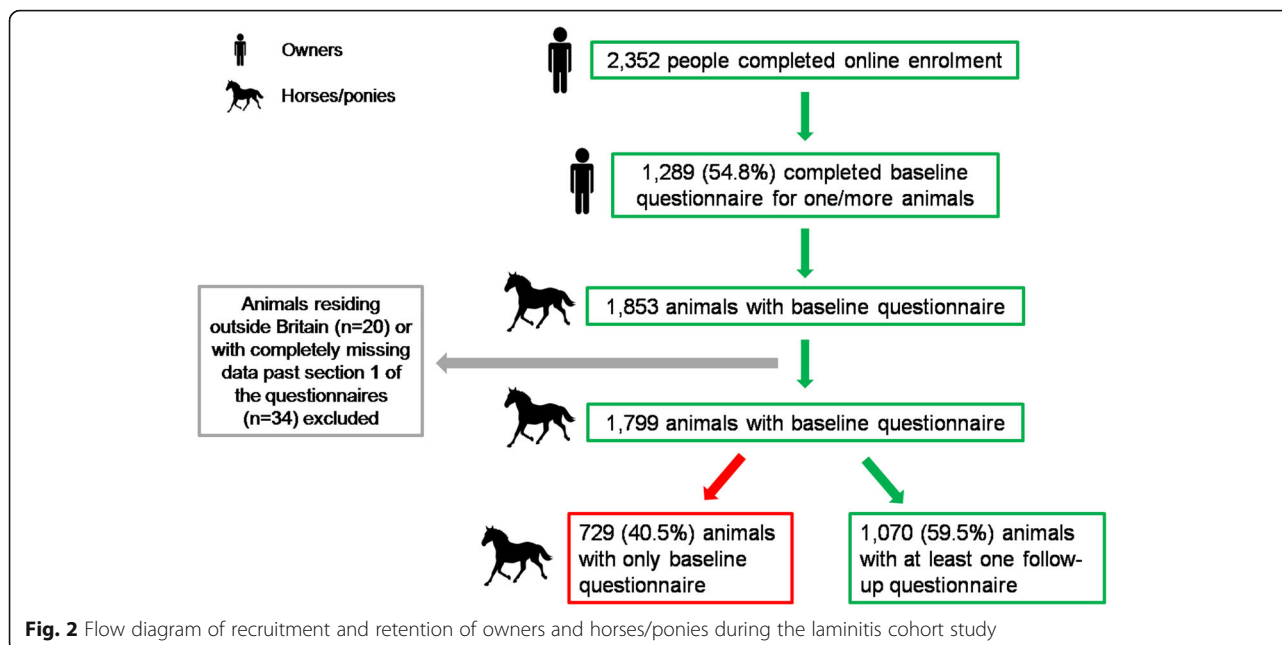 Owners
Horses/ponies
2,352 people completed online enrolment
1,289 (54.8%) completed baseline
questionnaire for one/more animals
1,853 animals with baseline questionnaire
Animals residing
outside Britain (n=20) or
with completely missing
data past section 1 of
the questionnaires
(n=34) excluded
1,799 animals with baseline questionnaire
729 (40.5%) animals
with only baseline
questionnaire
1,070 (59.5%) animals
with at least one follow-
up questionnaire
Fig. 2 Flow diagram of recruitment and retention of owners and horses/ponies during the laminitis cohort study